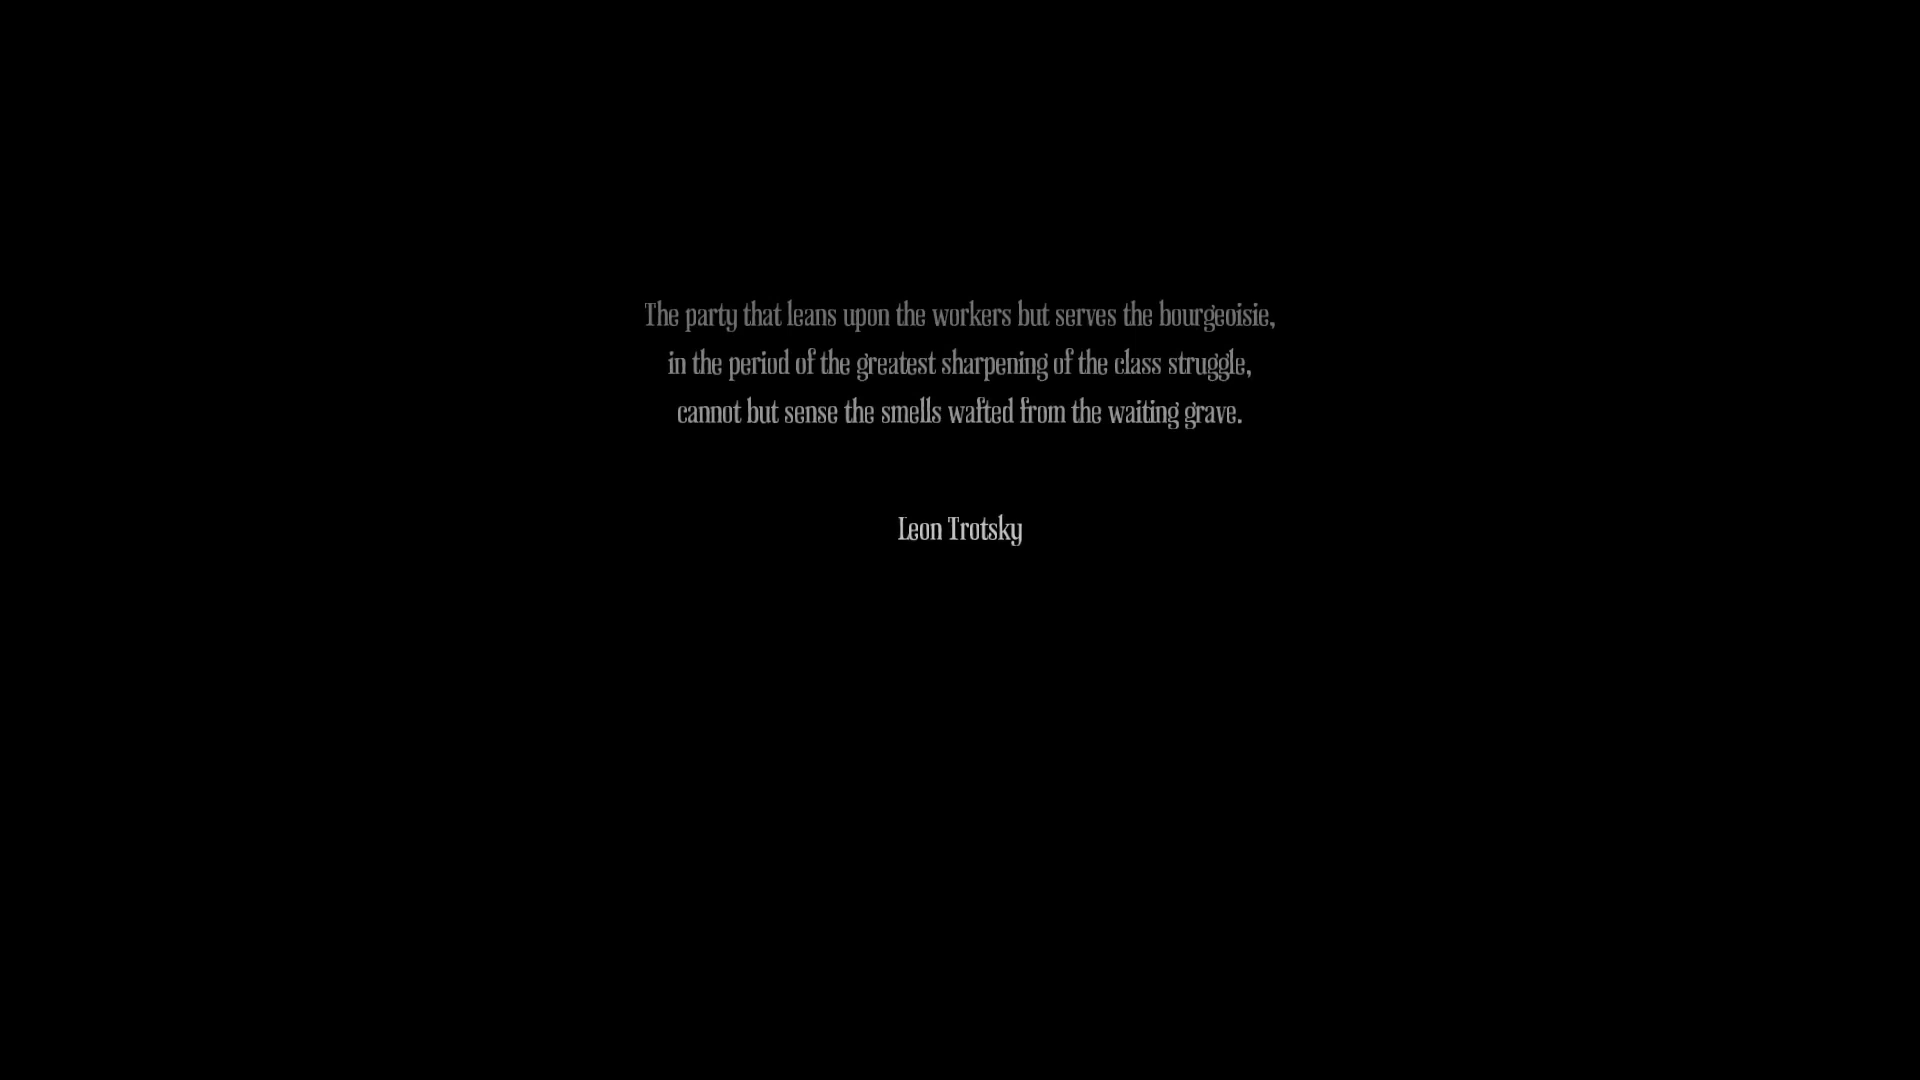 The party that leans upon the workers but serves the bourgeoisie,
in the period of the greatest sharpening of the class struggle,
cannot but sense the smells wafted from the waiting grave.
Leon Trotsky